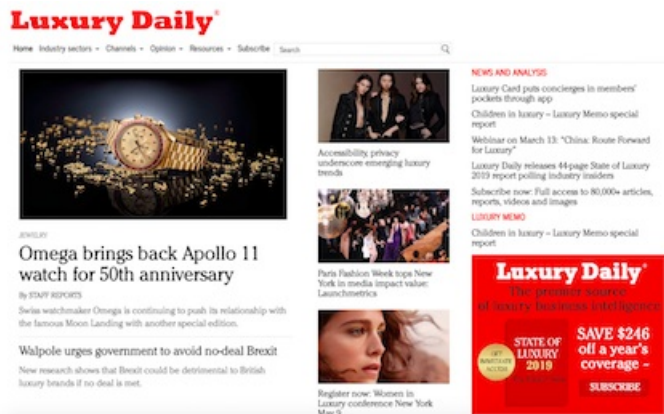 Luxury Daily®
Home Industry sectors Channels Opinion Resources Subscribe Search
JEWELRY
Omega brings back Apollo 11
watch for 50th anniversary
By STAFF REPORTS
Swiss watchmaker Omega is continuing to push its relationship with
the famous Moon Landing with another special edition.
Walpole urges government to avoid no-deal Brexit
New research shows that Brexit could be detrimental to British
luxury brands if no deal is met.
Accessibility, privacy
underscore emerging luxury
trends
Paris Fashion Week tops New
York in media impact value:
Launchmetrics
Register now: Women in
Luxury conference New York
May 9
NEWS AND ANALYSIS
Luxury Card puts concierges in members'
pockets through app
Children in luxury – Luxury Memo special
report
Webinar on March 13: "China: Route Forward
for Luxury"
Luxury Daily releases 44-page State of Luxury
2019 report polling industry insiders
Subscribe now: Full access to 80,000+ articles,
reports, videos and images
LUXURY MEMO
Children in luxury – Luxury Memo special
report
Luxury Daily®
The premier source
of luxury business intelligence
GET
IMMEDIATE
ACCESS
STATE OF
LUXURY
2019
SAVE $246
off a year's
coverage –
SUBSCRIBE